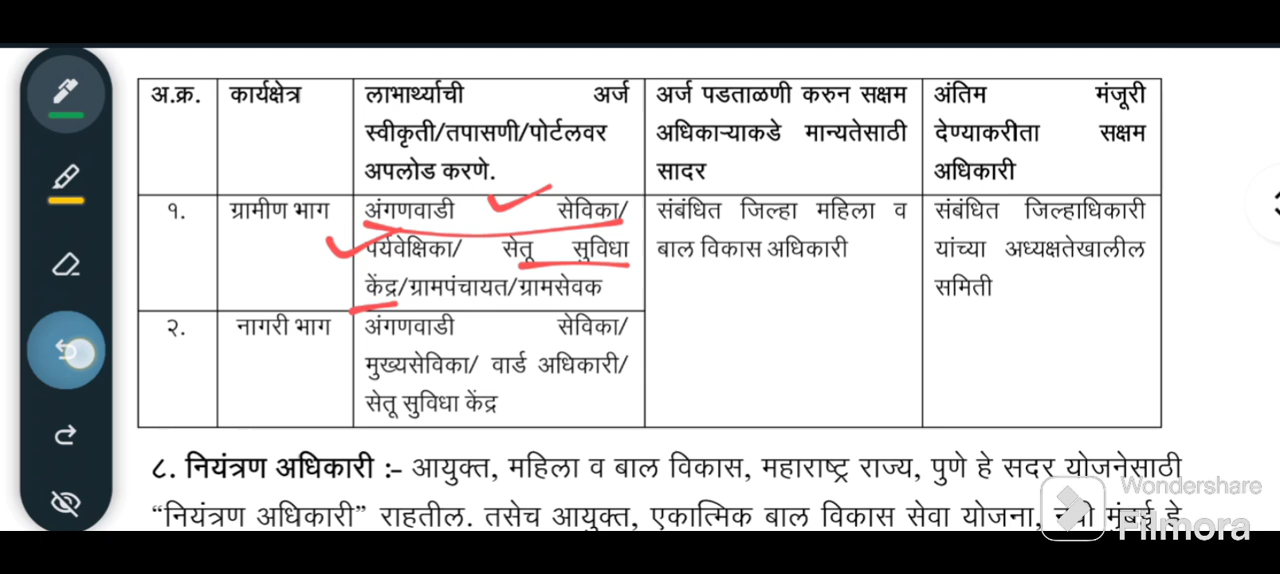 अ.क्र. कार्यक्षेत्र लाभार्थ्याची अर्ज अर्ज पडताळणी करुन सक्षम अंतिम मंजूरी
स्वीकृती/तपासणी/पोर्टलवर अधिकाऱ्याकडे मान्यतेसाठी देण्याकरीता सक्षम
अपलोड करणे. सादर अधिकारी
१. ग्रामीण भाग अंगणवाडी सेविका/ संबंधित जिल्हा महिला व संबंधित जिल्हाधिकारी
पर्यवेक्षिका/ सेतू सुविधा बाल विकास अधिकारी यांच्या अध्यक्षतेखालील
केंद्र/ग्रामपंचायत/ग्रामसेवक समिती
२. नागरी भाग अंगणवाडी सेविका/
मुख्यसेविका/ वार्ड अधिकारी/
सेतू सुविधा केंद्र
८. नियंत्रण अधिकारी :- आयुक्त, महिला व बाल विकास, महाराष्ट्र राज्य, पुणे हे सदर योजनेसाठी
“नियंत्रण अधिकारी” राहतील. तसेच आयुक्त, एकात्मिक बाल विकास सेवा योजना, नवी मुंबई हे
Wondershare
Filmora